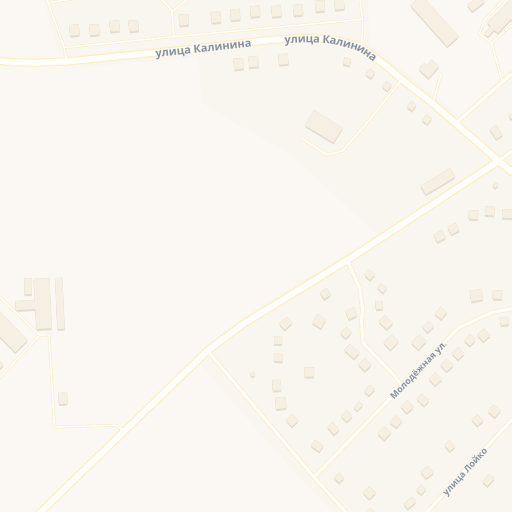 улица Калинина
улица Калинина
Молодёжная ул.
улица Лойко